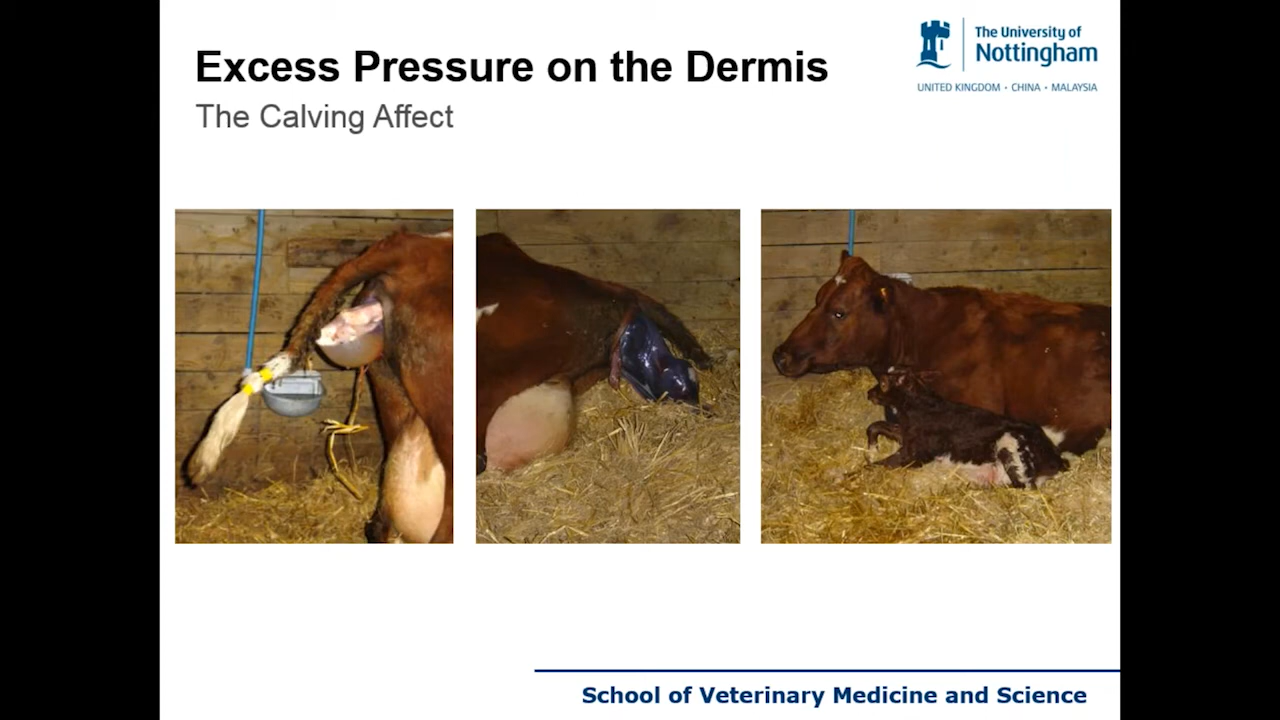 Excess Pressure on the Dermis
The Calving Affect
The University of
Nottingham
UNITED KINGDOM · CHINA · MALAYSIA
School of Veterinary Medicine and Science